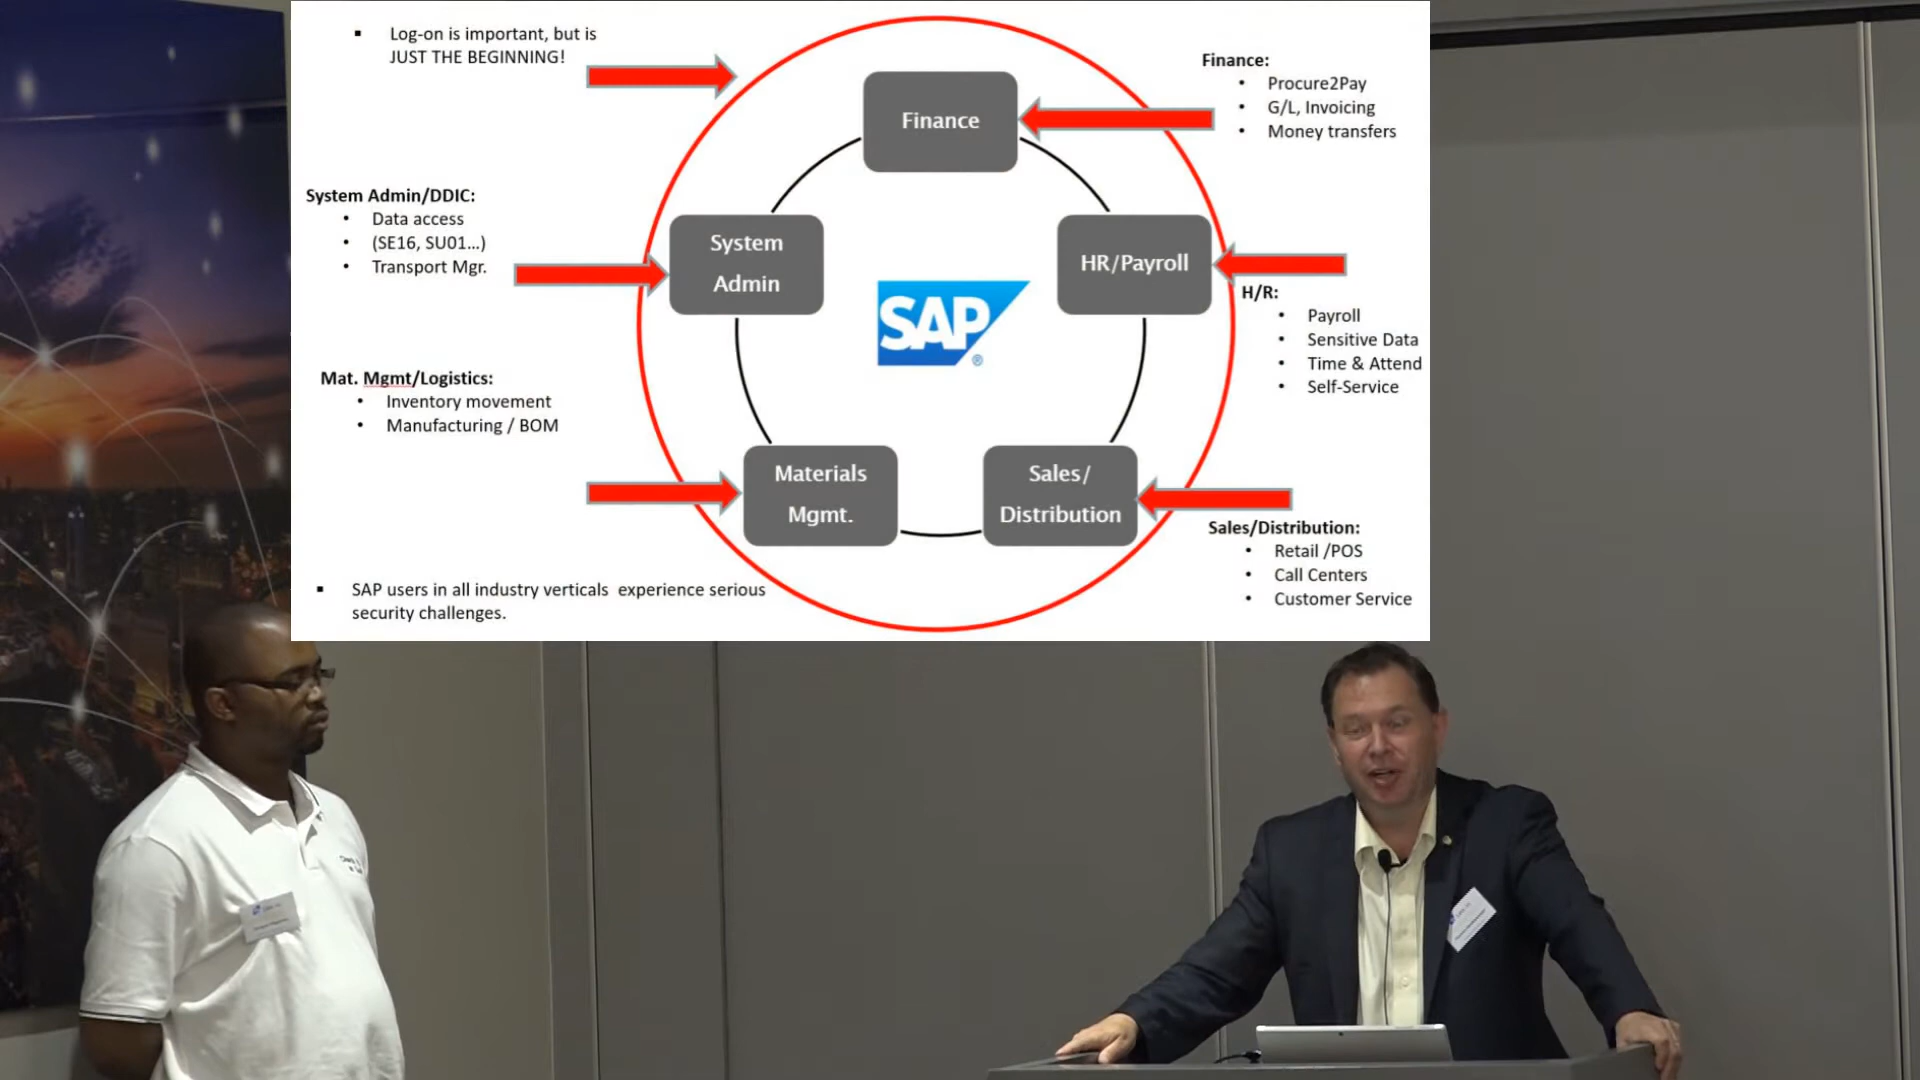 Log-on is important, but is
JUST THE BEGINNING!
System Admin/DDIC:
Data access
(SE16, SU01...)
Transport Mgr.
Mat. Mgmt/Logistics:
Inventory movement
Manufacturing / BOM
SAP users in all industry verticals experience serious
security challenges.
Finance
System
Admin
HR/Payroll
SAP
®
Materials
Mgmt.
Sales/
Distribution
Finance:
Procure2Pay
G/L, Invoicing
Money transfers
H/R:
Payroll
Sensitive Data
Time & Attend
Self-Service
Sales/Distribution:
Retail /POS
Call Centers
Customer Service